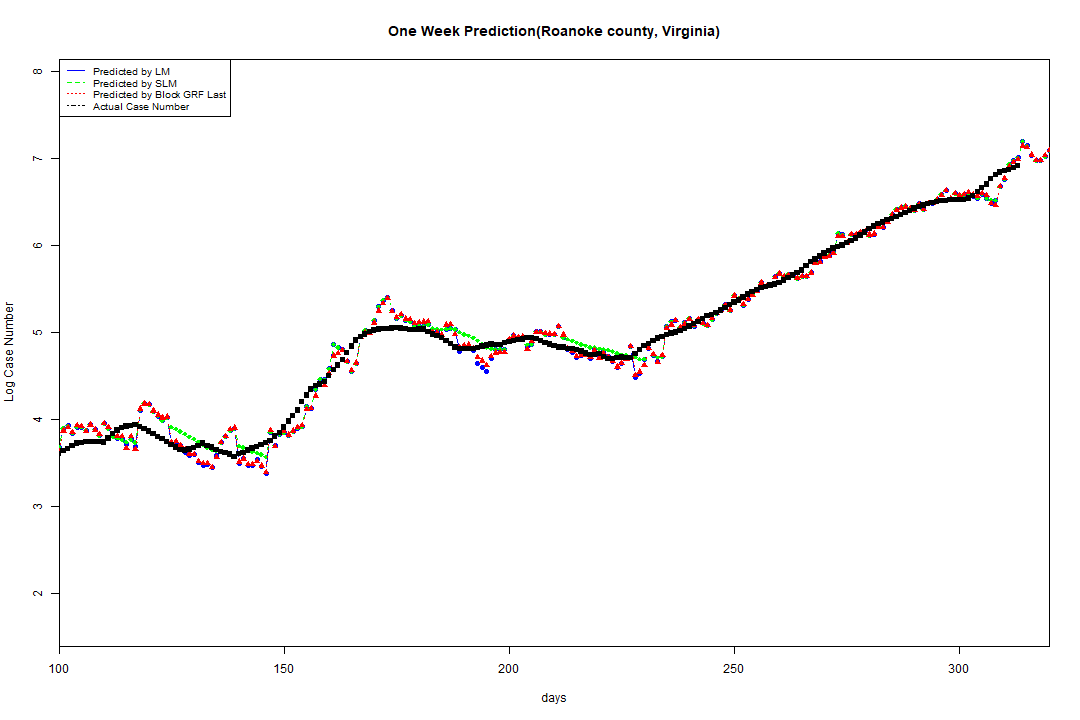 One Week Prediction(Roanoke county, Virginia)
Predicted by LM
Predicted by SLM
Predicted by Block GRF Last
Actual Case Number
8
7
6
5
4
3
2
Log Case Number
100 150 200 250 300
days